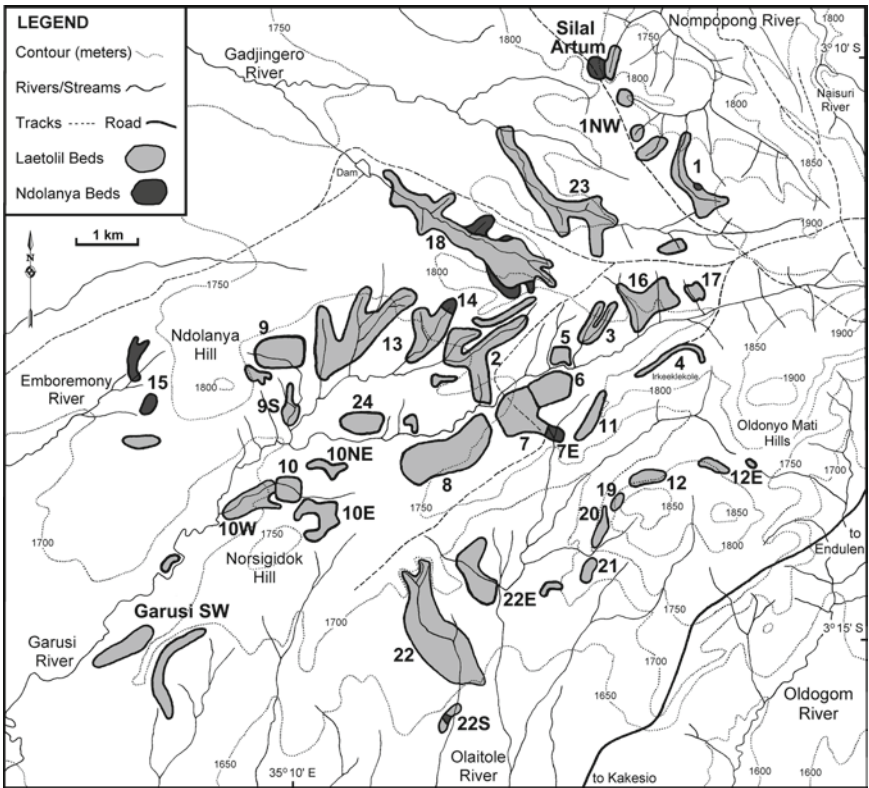 LEGEND
Contour (meters)
Rivers/Streams
Tracks Road
Laetolil Beds
Ndolanya Beds
1 km
N
1750
1800
Silal
Artum
1750
Nompopong River
1800
3° 10' S
Gadjingero
River
1800
1800
Naisuri
River
1NW
1850
1
Dam
23
1900
18
1800
1750
16
17
14
Ndolanya
Hill
9
13
2
5
3
4
Irkeeklekole
1850
1900
Emboremony
River
15
1800
9S
24
6
1800
11
Oldonyo Mati
Hills
7
7E
10NE
8
1750
1700
10
12
12E
19
1750
10W
10E
20
1850
1850
1700
1750
Norsigidok
Hill
1800
to
Endulen
21
22E
1750
Garusi SW
1700
3° 15' S
Garusi
River
22
1700
1650
Oldogom
River
22S
1650
35° 10' E
Olaitole
River
to Kakesio
1600
1600